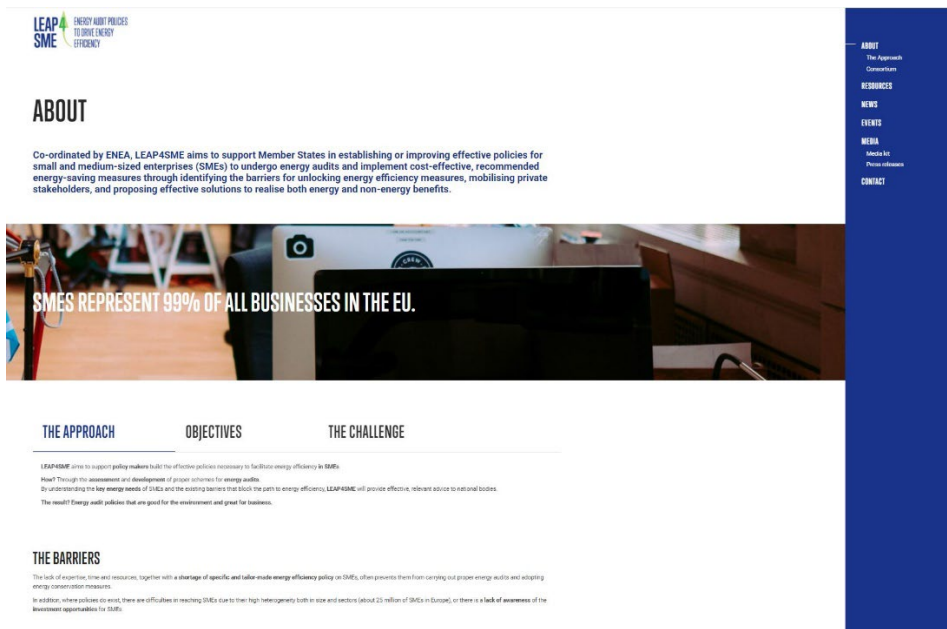 LEAP4
SME
ENERGY AUDIT POLICIES
TO DRIVE ENERGY
EFFICIENCY
ABOUT
Co-ordinated by ENEA, LEAP4SME aims to support Member States in establishing or improving effective policies for
small and medium-sized enterprises (SMEs) to undergo energy audits and implement cost-effective, recommended
energy-saving measures through identifying the barriers for unlocking energy efficiency measures, mobilising private
stakeholders, and proposing effective solutions to realise both energy and non-energy benefits.
SMES REPRESENT 99% OF ALL BUSINESSES IN THE EU.
THE APPROACH
OBJECTIVES
THE CHALLENGE
LEAP4SME aims to support policy makers build the effective policies necessary to facilitate energy efficiency in SMEs
How? Through the assessment and development of proper schemes for energy audits.
By understanding the key energy needs of SMEs and the existing barriers that block the path to energy efficiency, LEAP4SME will provide effective, relevant advice to national bodies.
The result? Energy audit policies that are good for the environment and great for business.
THE BARRIERS
The lack of expertise, time and resources, together with a shortage of specific and tailor-made energy efficiency policy on SMEs, often prevents them from carrying out proper energy audits and adopting
energy conservation measures.
In addition, where policies do exist, there are difficulties in reaching SMEs due to their high heterogeneity both in size and sectors (about 25 million of SMEs in Europe), or there is a lack of awareness of the
investment opportunities for SMEs.
ABOUT
The Approach
Consortium
RESOURCES
NEWS
EVENTS
MEDIA
Media kit
Press releases
CONTACT